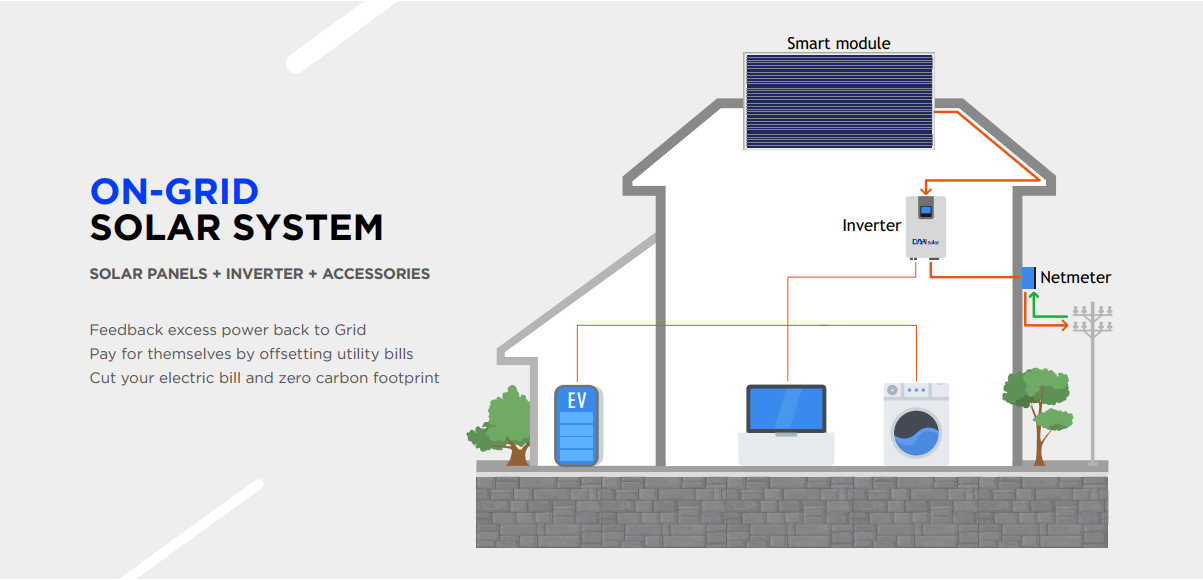 Smart module
ON-GRID
SOLAR SYSTEM
SOLAR PANELS + INVERTER + ACCESSORIES
Feedback excess power back to Grid
Pay for themselves by offsetting utility bills
Cut your electric bill and zero carbon footprint
Inverter
DAH solar
Netmeter
EV